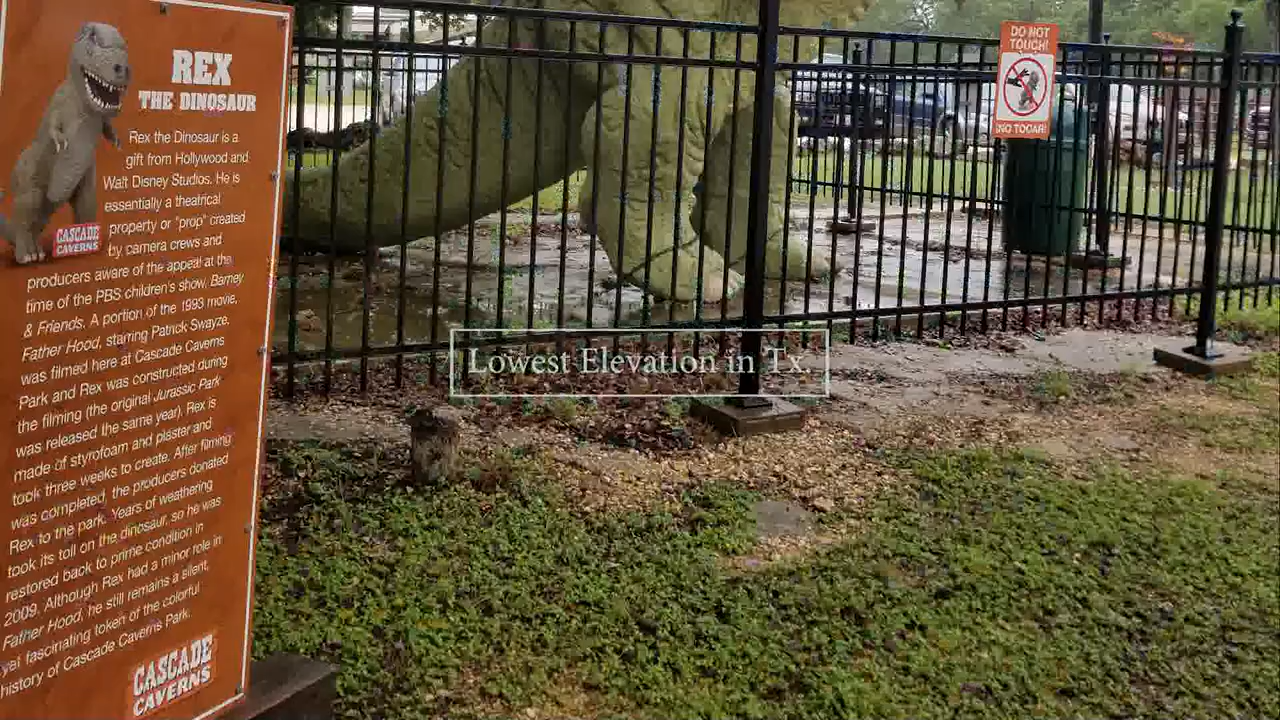 REX
THE DINOSAUR
Rex the Dinosaur is a
gift from Hollywood and
Walt Disney Studios. He is
essentially a theatrical
property or "prop" created
by camera crews and
producers aware of the appeal at the
time of the PBS children's show, Barney
& Friends. A portion of the 1993 movie,
Father Hood, starring Patrick Swayze,
was filmed here at Cascade Caverns
Park and Rex was constructed during
the filming (the original Jurassic Park
was released the same year). Rex is
made of styrofoam and plaster and
took three weeks to create. After filming
was completed, the producers donated
Rex to the park. Years of weathering
took its toll on the dinosaur, so he was
restored back to prime condition in
2009. Although Rex had a minor role in
Father Hood, he still remains a silent,
yet fascinating token of the colorful
history of Cascade Caverns Park.
CASCADE
CAVERNS
CASCADE
CAVERNS
Lowest Elevation in Tx.
DO NOT
TOUCH!
¡NO TOCAR!